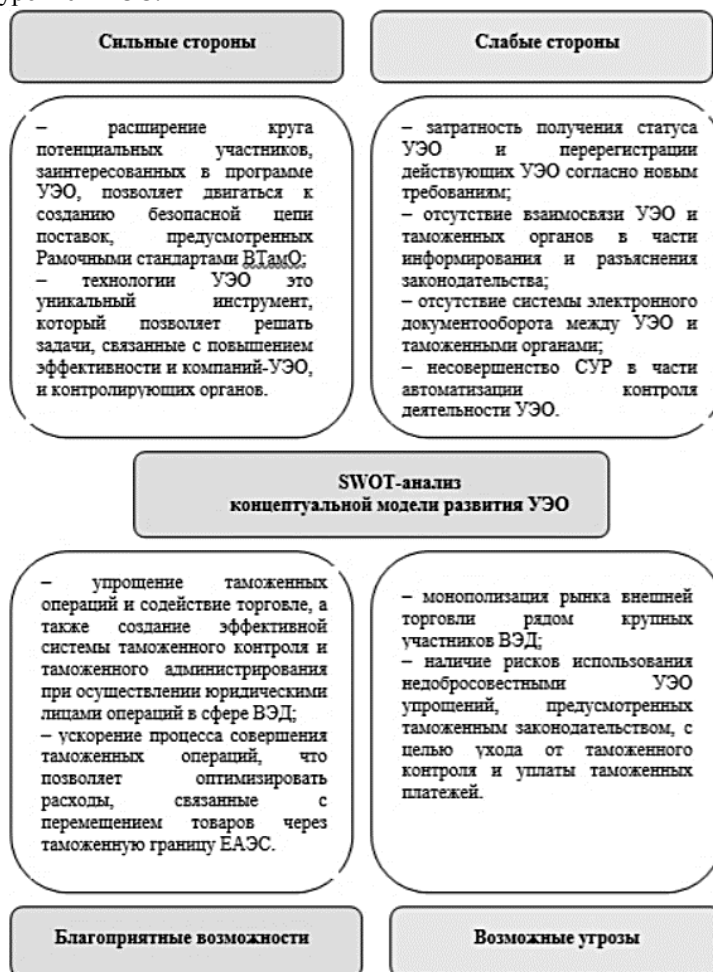 Сильные стороны
Слабые стороны
– расширение круга
потенциальных участников,
заинтересованных в программе
УЭО, позволяет двигаться к
созданию безопасной цепи
поставок, предусмотренных
Рамочными стандартами ВТамО;
– технологии УЭО это
уникальный инструмент,
который позволяет решать
задачи, связанные с повышением
эффективности и компаний-УЭО,
и контролирующих органов.
– затратность получения статуса
УЭО и перерегистрации
действующих УЭО согласно новым
требованиям;
– отсутствие взаимосвязи УЭО и
таможенных органов в части
информирования и разъяснения
законодательства;
– отсутствие системы электронного
документооборота между УЭО и
таможенными органами;
– несовершенство СУР в части
автоматизации контроля
деятельности УЭО.
SWOT-анализ
концептуальной модели развития УЭО
– упрощение таможенных
операций и содействие торговле, а
также создание эффективной
системы таможенного контроля и
таможенного администрирования
при осуществлении юридическими
лицами операций в сфере ВЭД;
– ускорение процесса совершения
таможенных операций, что
позволяет оптимизировать
расходы, связанные с
перемещением товаров через
таможенную границу ЕАЭС.
– монополизация рынка внешней
торговли рядом крупных
участников ВЭД;
– наличие рисков использования
недобросовестными УЭО
упрощений, предусмотренных
таможенным законодательством, с
целью ухода от таможенного
контроля и уплаты таможенных
платежей.
Благоприятные возможности
Возможные угрозы